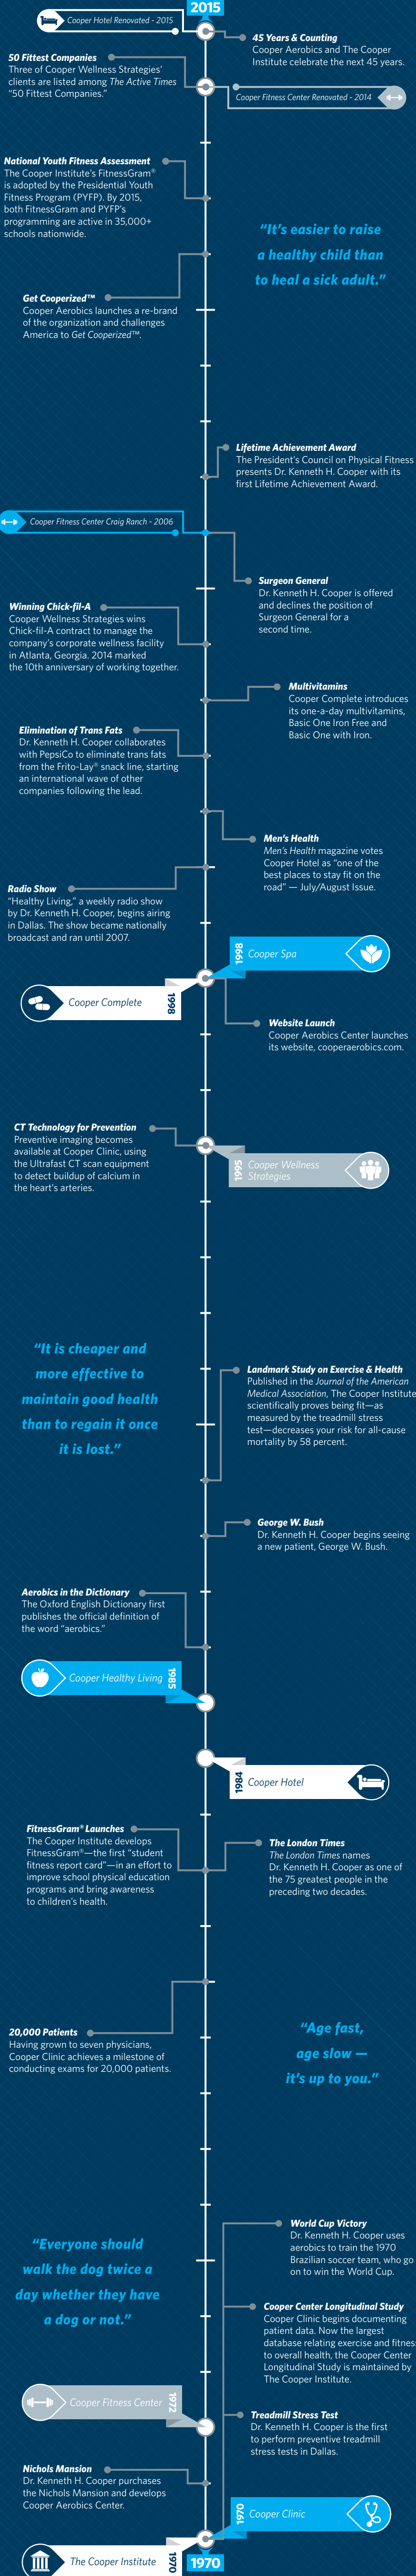 2015
Cooper Hotel Renovated - 2015
45 Years & Counting
Cooper Aerobics and The Cooper
Institute celebrate the next 45 years.
50 Fittest Companies
Three of Cooper Wellness Strategies’
clients are listed among The Active Times
“50 Fittest Companies.”
Cooper Fitness Center Renovated - 2014
National Youth Fitness Assessment
The Cooper Institute’s FitnessGram®
is adopted by the Presidential Youth
Fitness Program (PYFP). By 2015,
both FitnessGram and PYFP’s
programming are active in 35,000+
schools nationwide.
“It’s easier to raise
a healthy child than
to heal a sick adult.”
Get Cooperized™
Cooper Aerobics launches a re-brand
of the organization and challenges
America to Get Cooperized™.
Lifetime Achievement Award
The President’s Council on Physical Fitness
presents Dr. Kenneth H. Cooper with its
first Lifetime Achievement Award.
Cooper Fitness Center Craig Ranch - 2006
Surgeon General
Dr. Kenneth H. Cooper is offered
and declines the position of
Surgeon General for a
second time.
Winning Chick-fil-A
Cooper Wellness Strategies wins
Chick-fil-A contract to manage the
company’s corporate wellness facility
in Atlanta, Georgia. 2014 marked
the 10th anniversary of working together.
Multivitamins
Cooper Complete introduces
its one-a-day multivitamins,
Basic One Iron Free and
Basic One with Iron.
Elimination of Trans Fats
Dr. Kenneth H. Cooper collaborates
with PepsiCo to eliminate trans fats
from the Frito-Lay® snack line, starting
an international wave of other
companies following the lead.
Men’s Health
Men’s Health magazine votes
Cooper Hotel as “one of the
best places to stay fit on the
road” — July/August Issue.
Radio Show
“Healthy Living,” a weekly radio show
by Dr. Kenneth H. Cooper, begins airing
in Dallas. The show became nationally
broadcast and ran until 2007.
1998
Cooper Spa
Cooper Complete
1998
Website Launch
Cooper Aerobics Center launches
its website, cooperaerobics.com.
CT Technology for Prevention
Preventive imaging becomes
available at Cooper Clinic, using
the Ultrafast CT scan equipment
to detect buildup of calcium in
the heart’s arteries.
1995
Cooper Wellness
Strategies
“It is cheaper and
more effective to
maintain good health
than to regain it once
it is lost.”
Landmark Study on Exercise & Health
Published in the Journal of the American
Medical Association, The Cooper Institute
scientifically proves being fit—as
measured by the treadmill stress
test—decreases your risk for all-cause
mortality by 58 percent.
George W. Bush
Dr. Kenneth H. Cooper begins seeing
a new patient, George W. Bush.
Aerobics in the Dictionary
The Oxford English Dictionary first
publishes the official definition of
the word “aerobics.”
Cooper Healthy Living
1985
1984
Cooper Hotel
FitnessGram® Launches
The Cooper Institute develops
FitnessGram®—the first “student
fitness report card”—in an effort to
improve school physical education
programs and bring awareness
to children’s health.
The London Times
The London Times names
Dr. Kenneth H. Cooper as one of
the 75 greatest people in the
preceding two decades.
20,000 Patients
Having grown to seven physicians,
Cooper Clinic achieves a milestone of
conducting exams for 20,000 patients.
“Age fast,
age slow —
it’s up to you.”
World Cup Victory
Dr. Kenneth H. Cooper uses
aerobics to train the 1970
Brazilian soccer team, who go
on to win the World Cup.
“Everyone should
walk the dog twice a
day whether they have
a dog or not.”
Cooper Center Longitudinal Study
Cooper Clinic begins documenting
patient data. Now the largest
database relating exercise and fitness
to overall health, the Cooper Center
Longitudinal Study is maintained by
The Cooper Institute.
Cooper Fitness Center
1972
Treadmill Stress Test
Dr. Kenneth H. Cooper is the first
to perform preventive treadmill
stress tests in Dallas.
Nichols Mansion
Dr. Kenneth H. Cooper purchases
the Nichols Mansion and develops
Cooper Aerobics Center.
1970
Cooper Clinic
The Cooper Institute
1970
1970